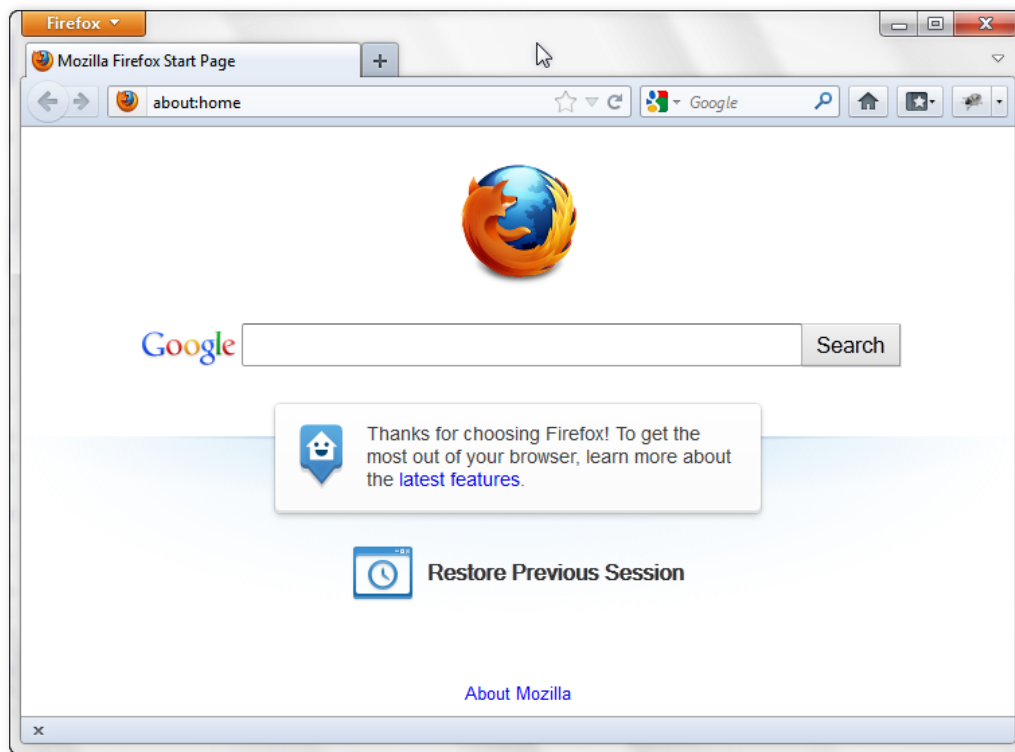 Firefox
Mozilla Firefox Start Page
about:home
Google
Google
Search
Thanks for choosing Firefox! To get the
most out of your browser, learn more about
the latest features.
Restore Previous Session
About Mozilla